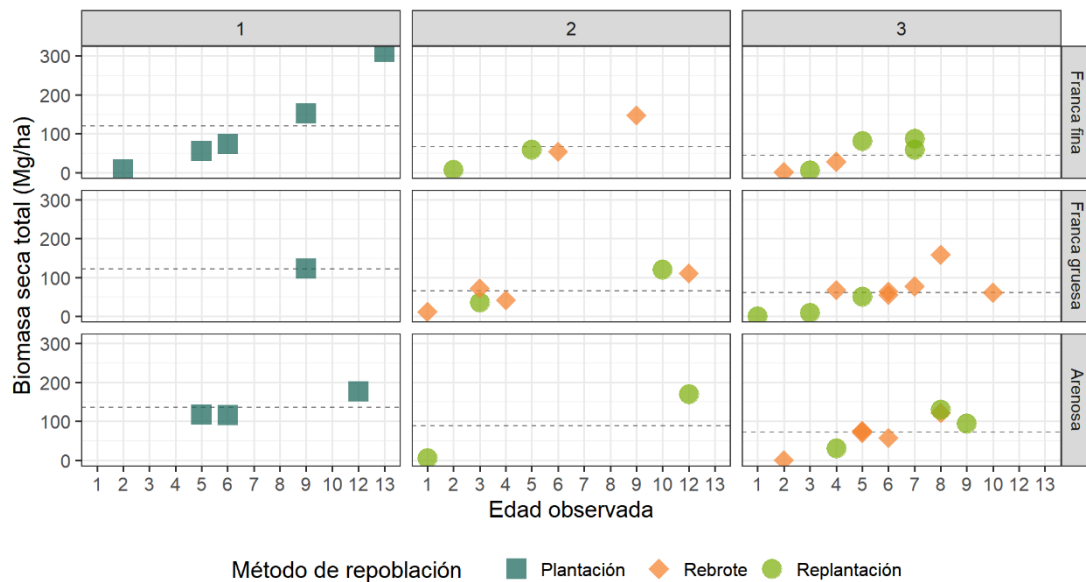 1 2 3
300
200
100
0
Franca fina
300
200
100
0
Franca gruesa
300
200
100
0
Arenosa
Biomasa seca total (Mg/ha)
1 2 3 4 5 6 7 8 9 10 12 13 1 2 3 4 5 6 7 8 9 10 12 13 1 2 3 4 5 6 7 8 9 10 12 13
Edad observada
Método de repoblación Plantación Rebrote Replantación